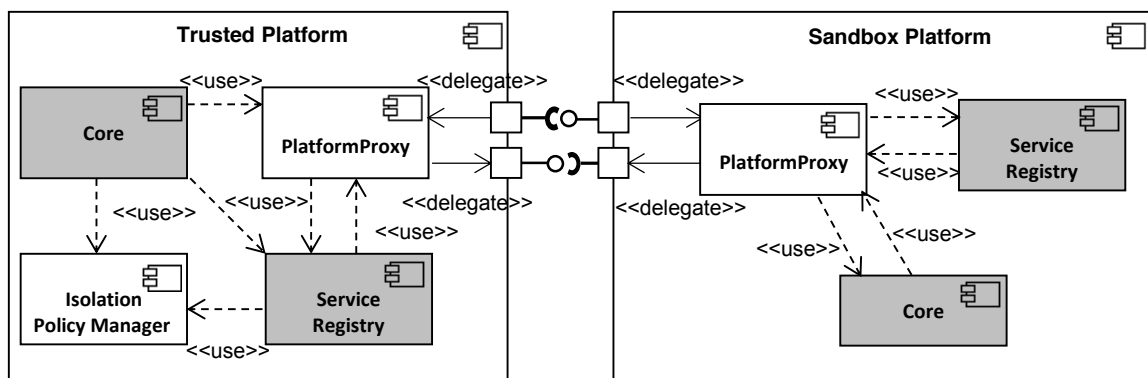 Trusted Platform
Sandbox Platform
<<use>>
<<delegate>>
<<delegate>>
<<use>>
Core
PlatformProxy
PlatformProxy
Service
Registry
<<use>>
<<use>>
<<delegate>>
<<use>>
<<delegate>>
<<use>>
<<use>>
<<use>>
Isolation
Policy Manager
Service
Registry
Core
<<use>>